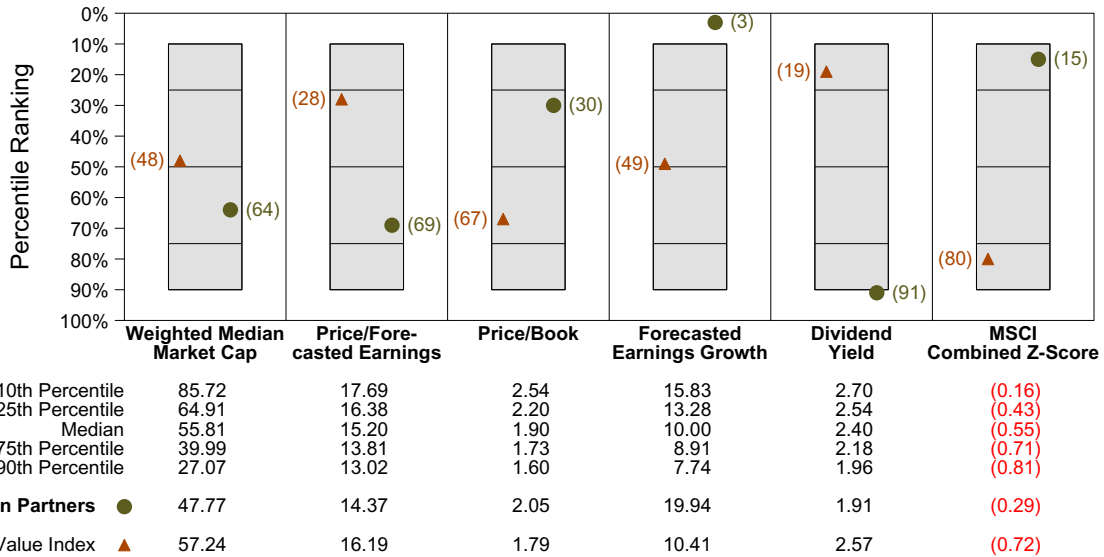 Percentile Ranking
0%
10%
20%
30%
40%
50%
60%
70%
80%
90%
100%
(48)
(64)
(28)
(69)
(67)
(30)
(49)
(3)
(19)
(91)
(80)
(15)
Weighted Median
Market Cap
Price/Fore-
casted Earnings
Price/Book
Forecasted
Earnings Growth
Dividend
Yield
MSCI
Combined Z-Score
10th Percentile 85.72 17.69 2.54 15.83 2.70 (0.16)
25th Percentile 64.91 16.38 2.20 13.28 2.54 (0.43)
Median 55.81 15.20 1.90 10.00 2.40 (0.55)
75th Percentile 39.99 13.81 1.73 8.91 2.18 (0.71)
90th Percentile 27.07 13.02 1.60 7.74 1.96 (0.81)
Partners 47.77 14.37 2.05 19.94 1.91 (0.29)
Value Index 57.24 16.19 1.79 10.41 2.57 (0.72)